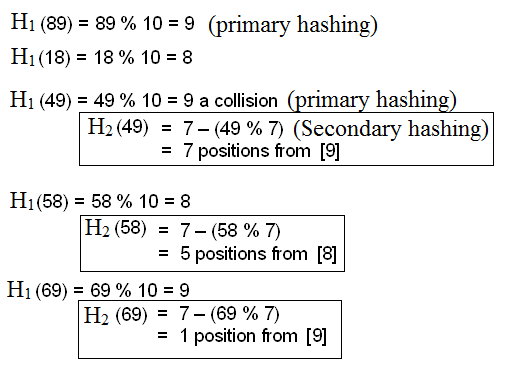 H₁ (89) = 89 % 10 = 9 (primary hashing)
H₁ (18) = 18 % 10 = 8
H₁ (49) = 49 % 10 = 9 a collision (primary hashing)
H₂ (49) = 7 – (49 % 7) (Secondary hashing)
= 7 positions from [9]
H₁(58) = 58 % 10 = 8
H₂ (58) = 7 – (58 % 7)
= 5 positions from [8]
H₁ (69) = 69 % 10 = 9
H₂ (69) = 7 – (69 % 7)
= 1 position from [9]